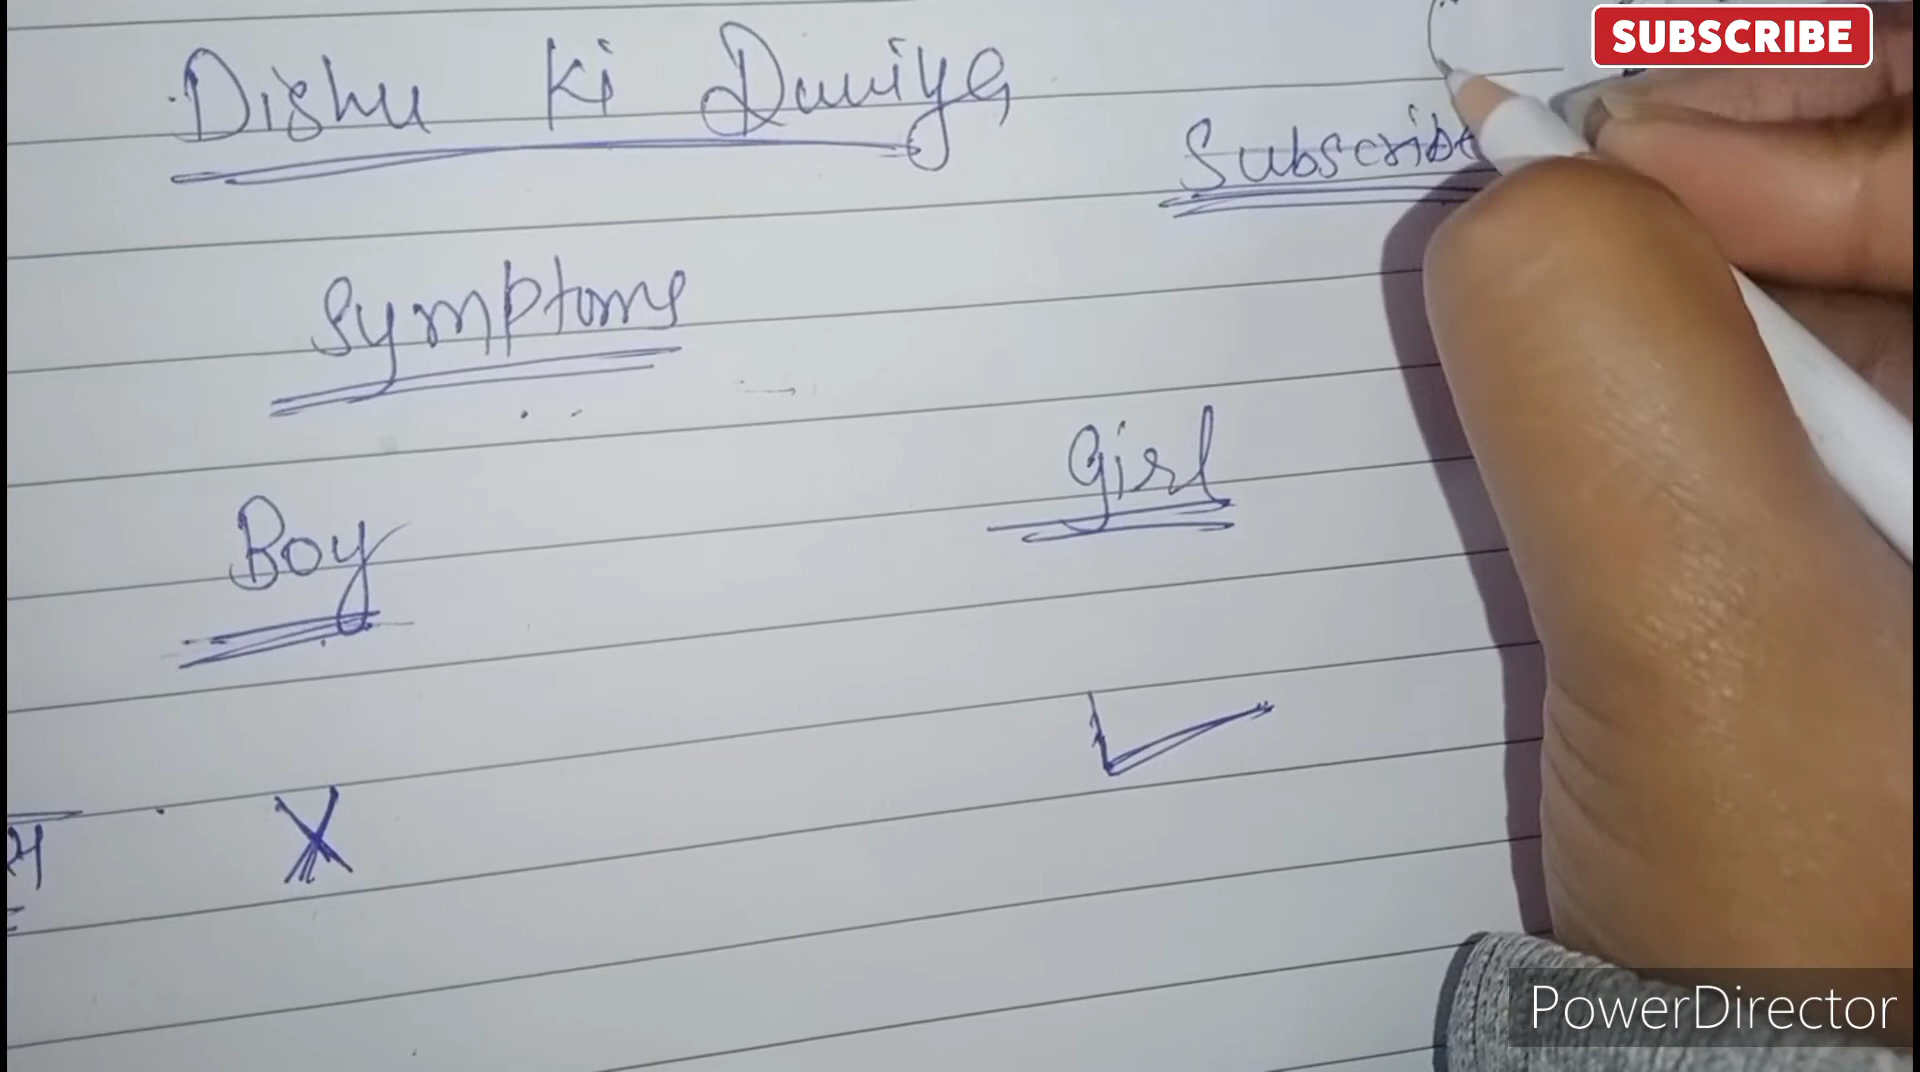 SUBSCRIBE
Dishu Ki Duniya
Subscribe
Symptoms
Girl
Boy
X
PowerDirector